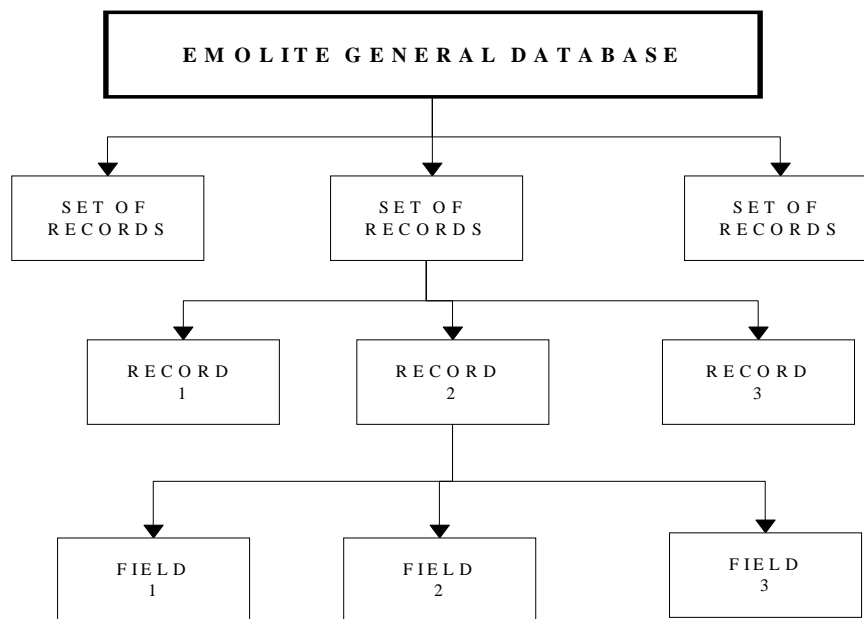 EMOLITE GENERAL DATABASE
SET OF
RECORDS
SET OF
RECORDS
SET OF
RECORDS
RECORD
1
RECORD
2
RECORD
3
FIELD
1
FIELD
2
FIELD
3